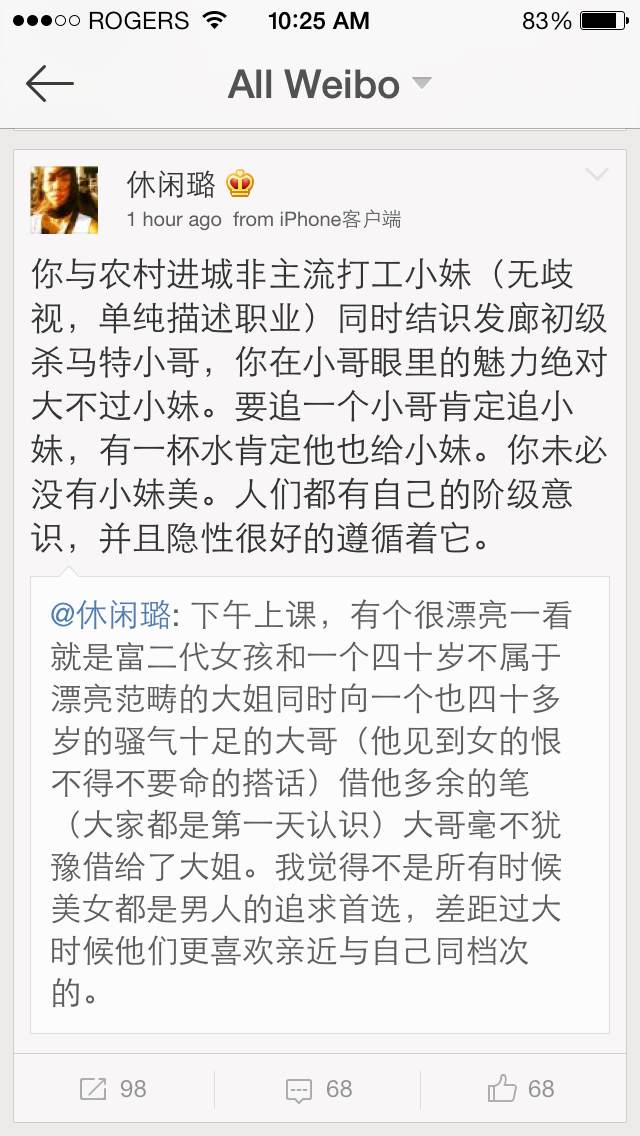 ROGERS 10:25 AM 83%
All Weibo
休闲璐
1 hour ago from iPhone客户端
你与农村进城非主流打工小妹（无歧
视，单纯描述职业）同时结识发廊初级
杀马特小哥，你在小哥眼里的魅力绝对
大不过小妹。要追一个小哥肯定追小
妹，有一杯水肯定他也给小妹。你未必
没有小妹美。人们都有自己的阶级意
识，并且隐性很好的遵循着它。
@休闲璐: 下午上课，有个很漂亮一看
就是富二代女孩和一个四十岁不属于
漂亮范畴的大姐同时向一个也四十多
岁的骚气十足的大哥（他见到女的恨
不得不要命的搭话）借他多余的笔
（大家都是第一天认识）大哥毫不犹
豫借给了大姐。我觉得不是所有时候
美女都是男人的追求首选，差距过大
时候他们更喜欢亲近与自己同档次
的。
98 68 68